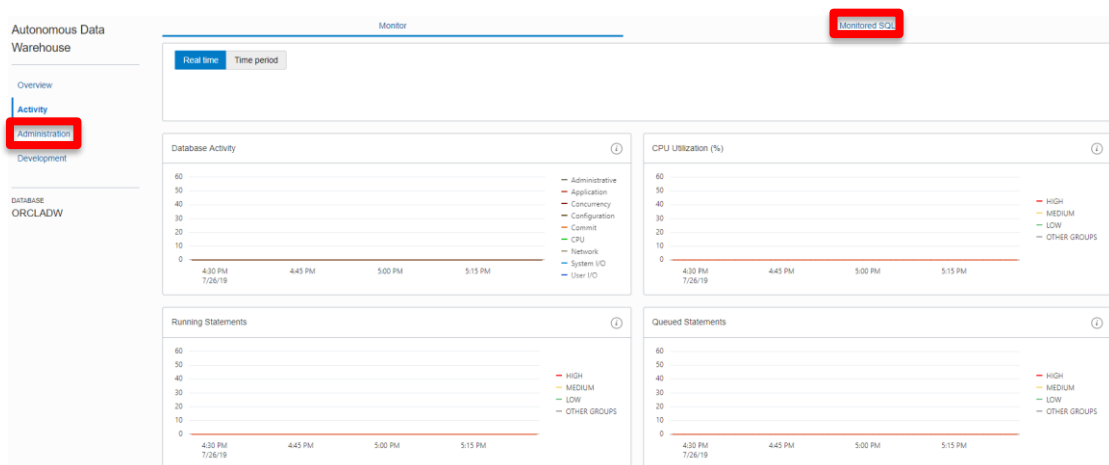 Autonomous Data
Warehouse
Overview
Activity
Administration
Development
DATABASE
ORCLADW
Monitor
Monitored SQL
Real time
Time period
Database Activity
60
50
40
30
20
10
0
4:30 PM
7/26/19
4:45 PM
5:00 PM
5:15 PM
Administrative
Application
Concurrency
Configuration
Commit
CPU
Network
System I/O
User I/O
CPU Utilization (%)
60
50
40
30
20
10
0
4:30 PM
7/26/19
4:45 PM
5:00 PM
5:15 PM
HIGH
MEDIUM
LOW
OTHER GROUPS
Running Statements
60
50
40
30
20
10
0
4:30 PM
7/26/19
4:45 PM
5:00 PM
5:15 PM
HIGH
MEDIUM
LOW
OTHER GROUPS
Queued Statements
60
50
40
30
20
10
0
4:30 PM
7/26/19
4:45 PM
5:00 PM
5:15 PM
HIGH
MEDIUM
LOW
OTHER GROUPS